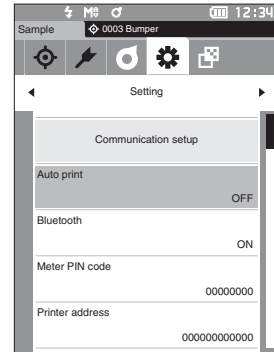 12:34
Sample 0003 Bumper
Setting
Communication setup
Auto print
OFF
Bluetooth
ON
Meter PIN code
00000000
Printer address
000000000000